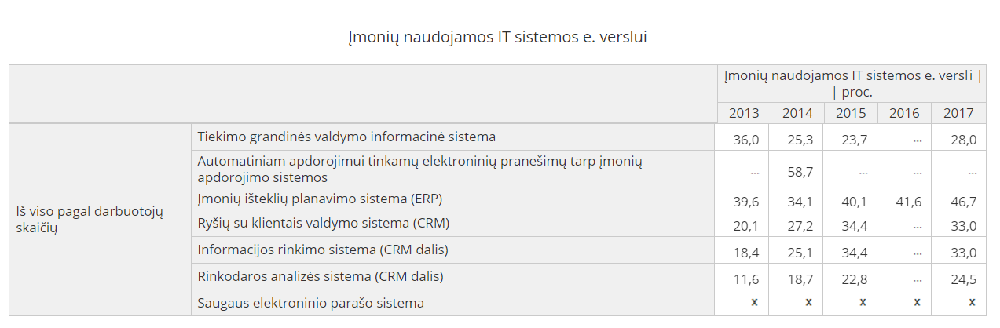 Įmonių naudojamos IT sistemos e. verslui
Įmonių naudojamos IT sistemos e. versli |
| proc.
2013 2014 2015 2016 2017
Iš viso pagal darbuotojų
skaičių
Tiekimo grandinės valdymo informacinė sistema 36,0 25,3 23,7 ... 28,0
Automatiniam apdorojimui tinkamų elektroninių pranešimų tarp įmonių
apdorojimo sistemos ... 58,7 ... ... ...
Įmonių išteklių planavimo sistema (ERP) 39,6 34,1 40,1 41,6 46,7
Ryšių su klientais valdymo sistema (CRM) 20,1 27,2 34,4 ... 33,0
Informacijos rinkimo sistema (CRM dalis) 18,4 25,1 34,4 ... 33,0
Rinkodaros analizės sistema (CRM dalis) 11,6 18,7 22,8 ... 24,5
Saugaus elektroninio parašo sistema x x x x x